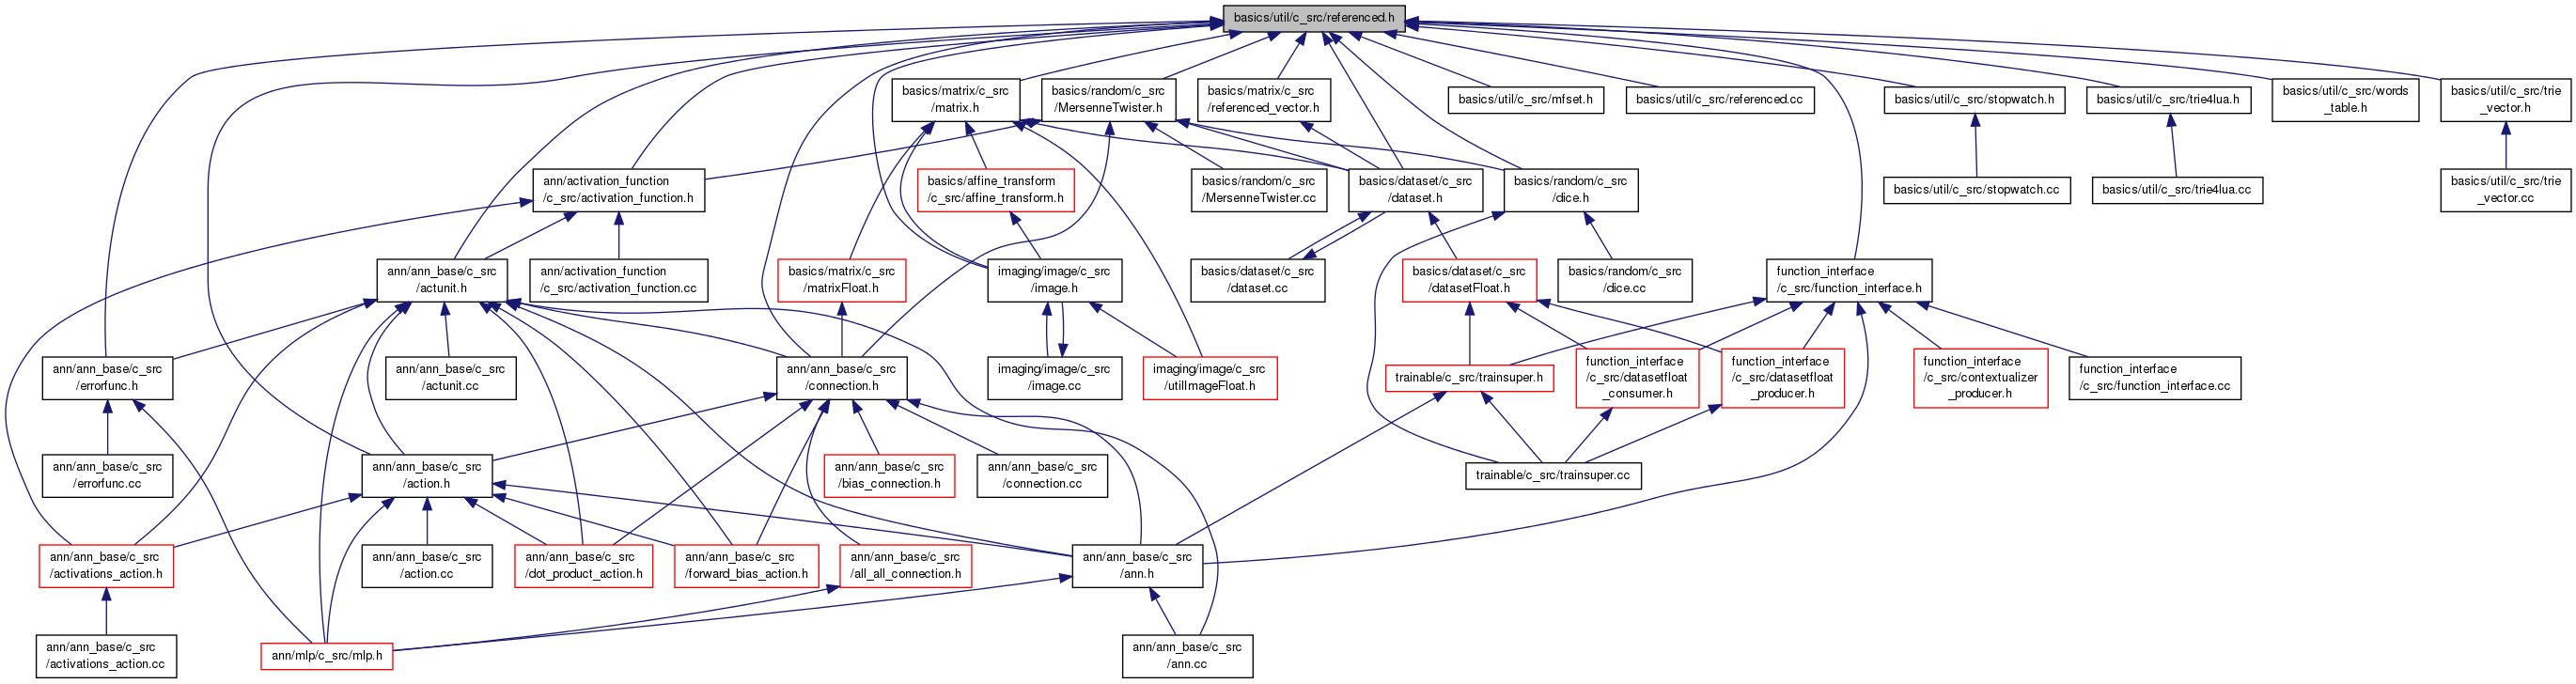 basics/util/c_src/referenced.h
basics/matrix/c_src
/matrix.h
basics/random/c_src
/MersenneTwister.h
basics/matrix/c_src
/referenced_vector.h
basics/util/c_src/mfset.h
basics/util/c_src/referenced.cc
basics/util/c_src/stopwatch.h
basics/util/c_src/trie4lua.h
basics/util/c_src/words
_table.h
basics/util/c_src/trie
_vector.h
ann/activation_function
/c_src/activation_function.h
basics/affine_transform
/c_src/affine_transform.h
basics/random/c_src
/MersenneTwister.cc
basics/dataset/c_src
/dataset.h
basics/random/c_src
/dice.h
basics/util/c_src/stopwatch.cc
basics/util/c_src/trie4lua.cc
basics/util/c_src/trie
_vector.cc
ann/ann_base/c_src
/actunit.h
ann/activation_function
/c_src/activation_function.cc
basics/matrix/c_src
/matrixFloat.h
imaging/image/c_src
/image.h
basics/dataset/c_src
/dataset.cc
basics/dataset/c_src
/datasetFloat.h
basics/random/c_src
/dice.cc
function_interface
/c_src/function_interface.h
ann/ann_base/c_src
/errorfunc.h
ann/ann_base/c_src
/actunit.cc
ann/ann_base/c_src
/connection.h
imaging/image/c_src
/image.cc
imaging/image/c_src
/utilImageFloat.h
trainable/c_src/trainsuper.h
function_interface
/c_src/datasetfloat
_consumer.h
function_interface
/c_src/datasetfloat
_producer.h
function_interface
/c_src/contextualizer
_producer.h
function_interface
/c_src/function_interface.cc
ann/ann_base/c_src
/errorfunc.cc
ann/ann_base/c_src
/action.h
ann/ann_base/c_src
/bias_connection.h
ann/ann_base/c_src
/connection.cc
trainable/c_src/trainsuper.cc
ann/ann_base/c_src
/activations_action.h
ann/ann_base/c_src
/action.cc
ann/ann_base/c_src
/dot_product_action.h
ann/ann_base/c_src
/forward_bias_action.h
ann/ann_base/c_src
/all_all_connection.h
ann/ann_base/c_src
/ann.h
ann/ann_base/c_src
/activations_action.cc
ann/mlp/c_src/mlp.h
ann/ann_base/c_src
/ann.cc